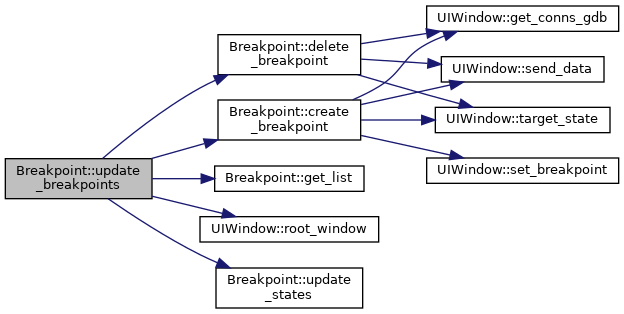 Breakpoint::update
_breakpoints
Breakpoint::delete
_breakpoint
Breakpoint::create
_breakpoint
Breakpoint::get_list
UIWindow::root_window
Breakpoint::update
_states
UIWindow::get_conns_gdb
UIWindow::send_data
UIWindow::target_state
UIWindow::set_breakpoint